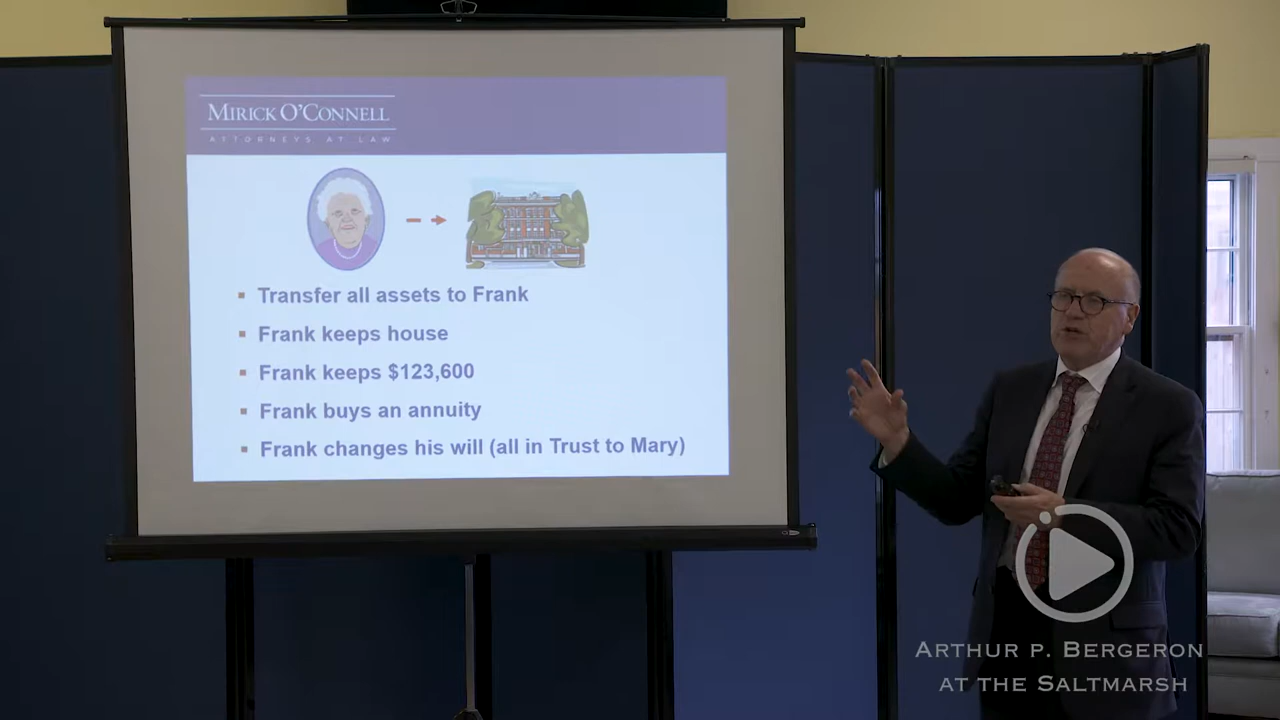 MIRICK O'CONNELL
ATTORNEYS AT LAW
Transfer all assets to Frank
Frank keeps house
Frank keeps $123,600
Frank buys an annuity
Frank changes his will (all in Trust to Mary)
ARTHUR P. BERGERON
AT THE SALTMARSH